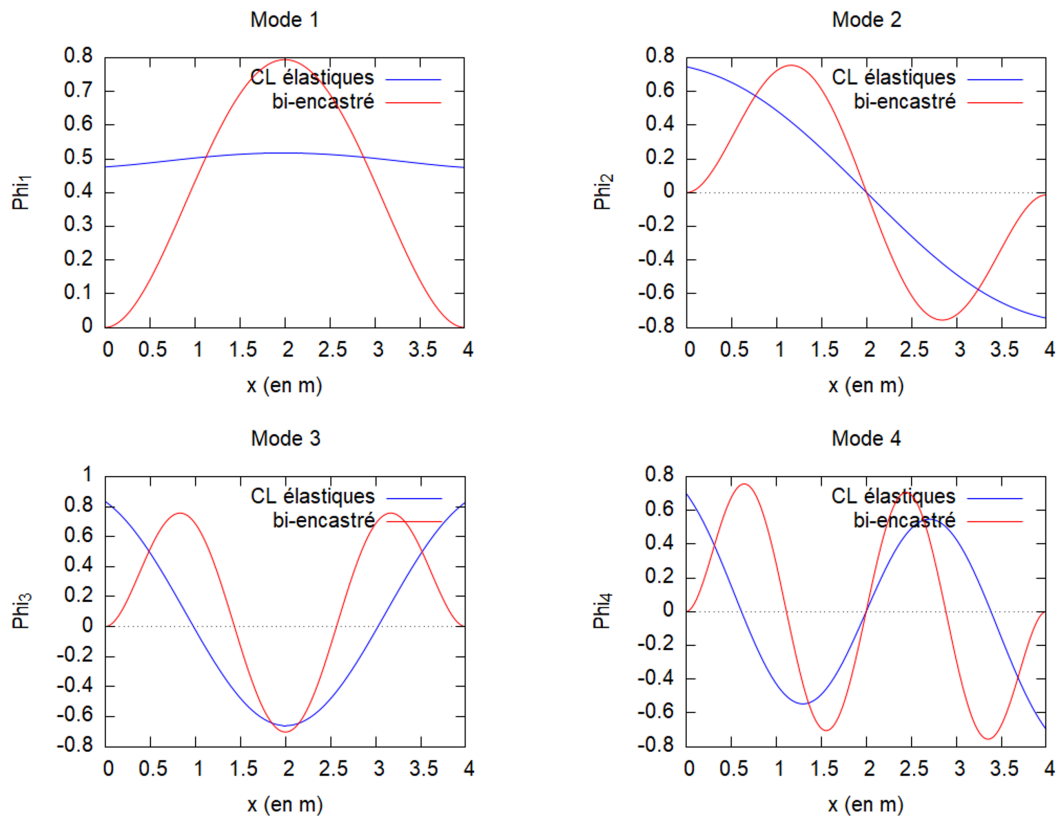 Mode 1
CL élastiques
bi-encastré
Phi1
0.8
0.7
0.6
0.5
0.4
0.3
0.2
0.1
0
0 0.5 1 1.5 2 2.5 3 3.5 4
x (en m)
Mode 2
CL élastiques
bi-encastré
Phi2
0.8
0.6
0.4
0.2
0
-0.2
-0.4
-0.6
-0.8
0 0.5 1 1.5 2 2.5 3 3.5 4
x (en m)
Mode 3
CL élastiques
bi-encastré
Phi3
1
0.8
0.6
0.4
0.2
0
-0.2
-0.4
-0.6
-0.8
0 0.5 1 1.5 2 2.5 3 3.5 4
x (en m)
Mode 4
CL élastiques
bi-encastré
Phi4
0.8
0.6
0.4
0.2
0
-0.2
-0.4
-0.6
-0.8
0 0.5 1 1.5 2 2.5 3 3.5 4
x (en m)